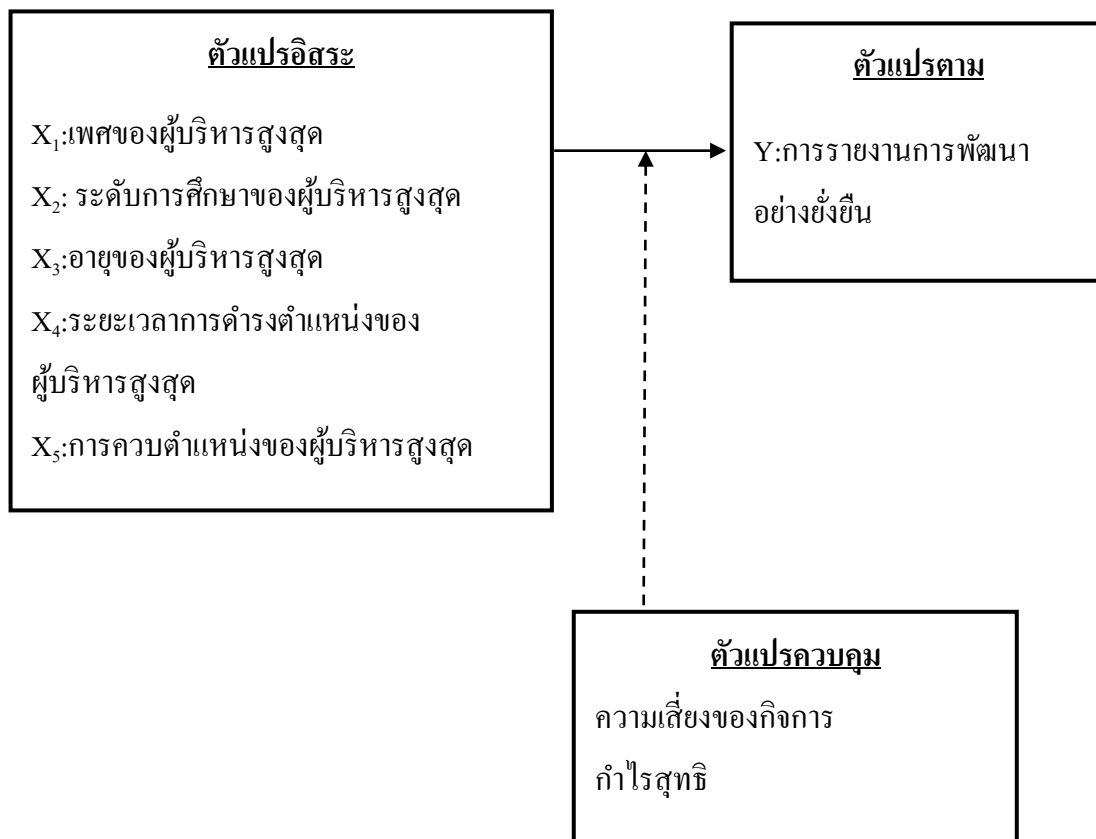 ตัวแปรอิสระ
X₁:เพศของผู้บริหารสูงสุด
X₂: ระดับการศึกษาของผู้บริหารสูงสุด
X₃:อายุของผู้บริหารสูงสุด
X₄:ระยะเวลาการดำรงตำแหน่งของ
ผู้บริหารสูงสุด
X₅:การควบตำแหน่งของผู้บริหารสูงสุด
ตัวแปรตาม
Y:การรายงานการพัฒนา
อย่างยั่งยืน
ตัวแปรควบคุม
ความเสี่ยงของกิจการ
กำไรสุทธิ